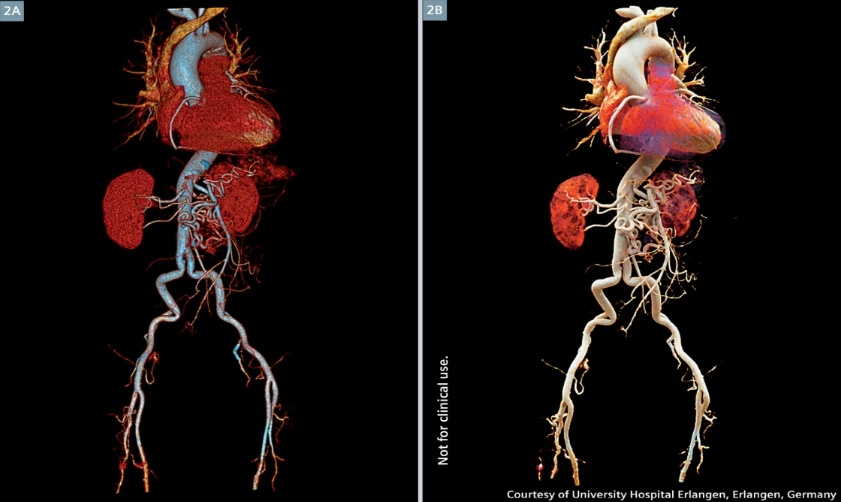 2A
2B
Not for clinical use.
Courtesy of University Hospital Erlangen, Erlangen, Germany